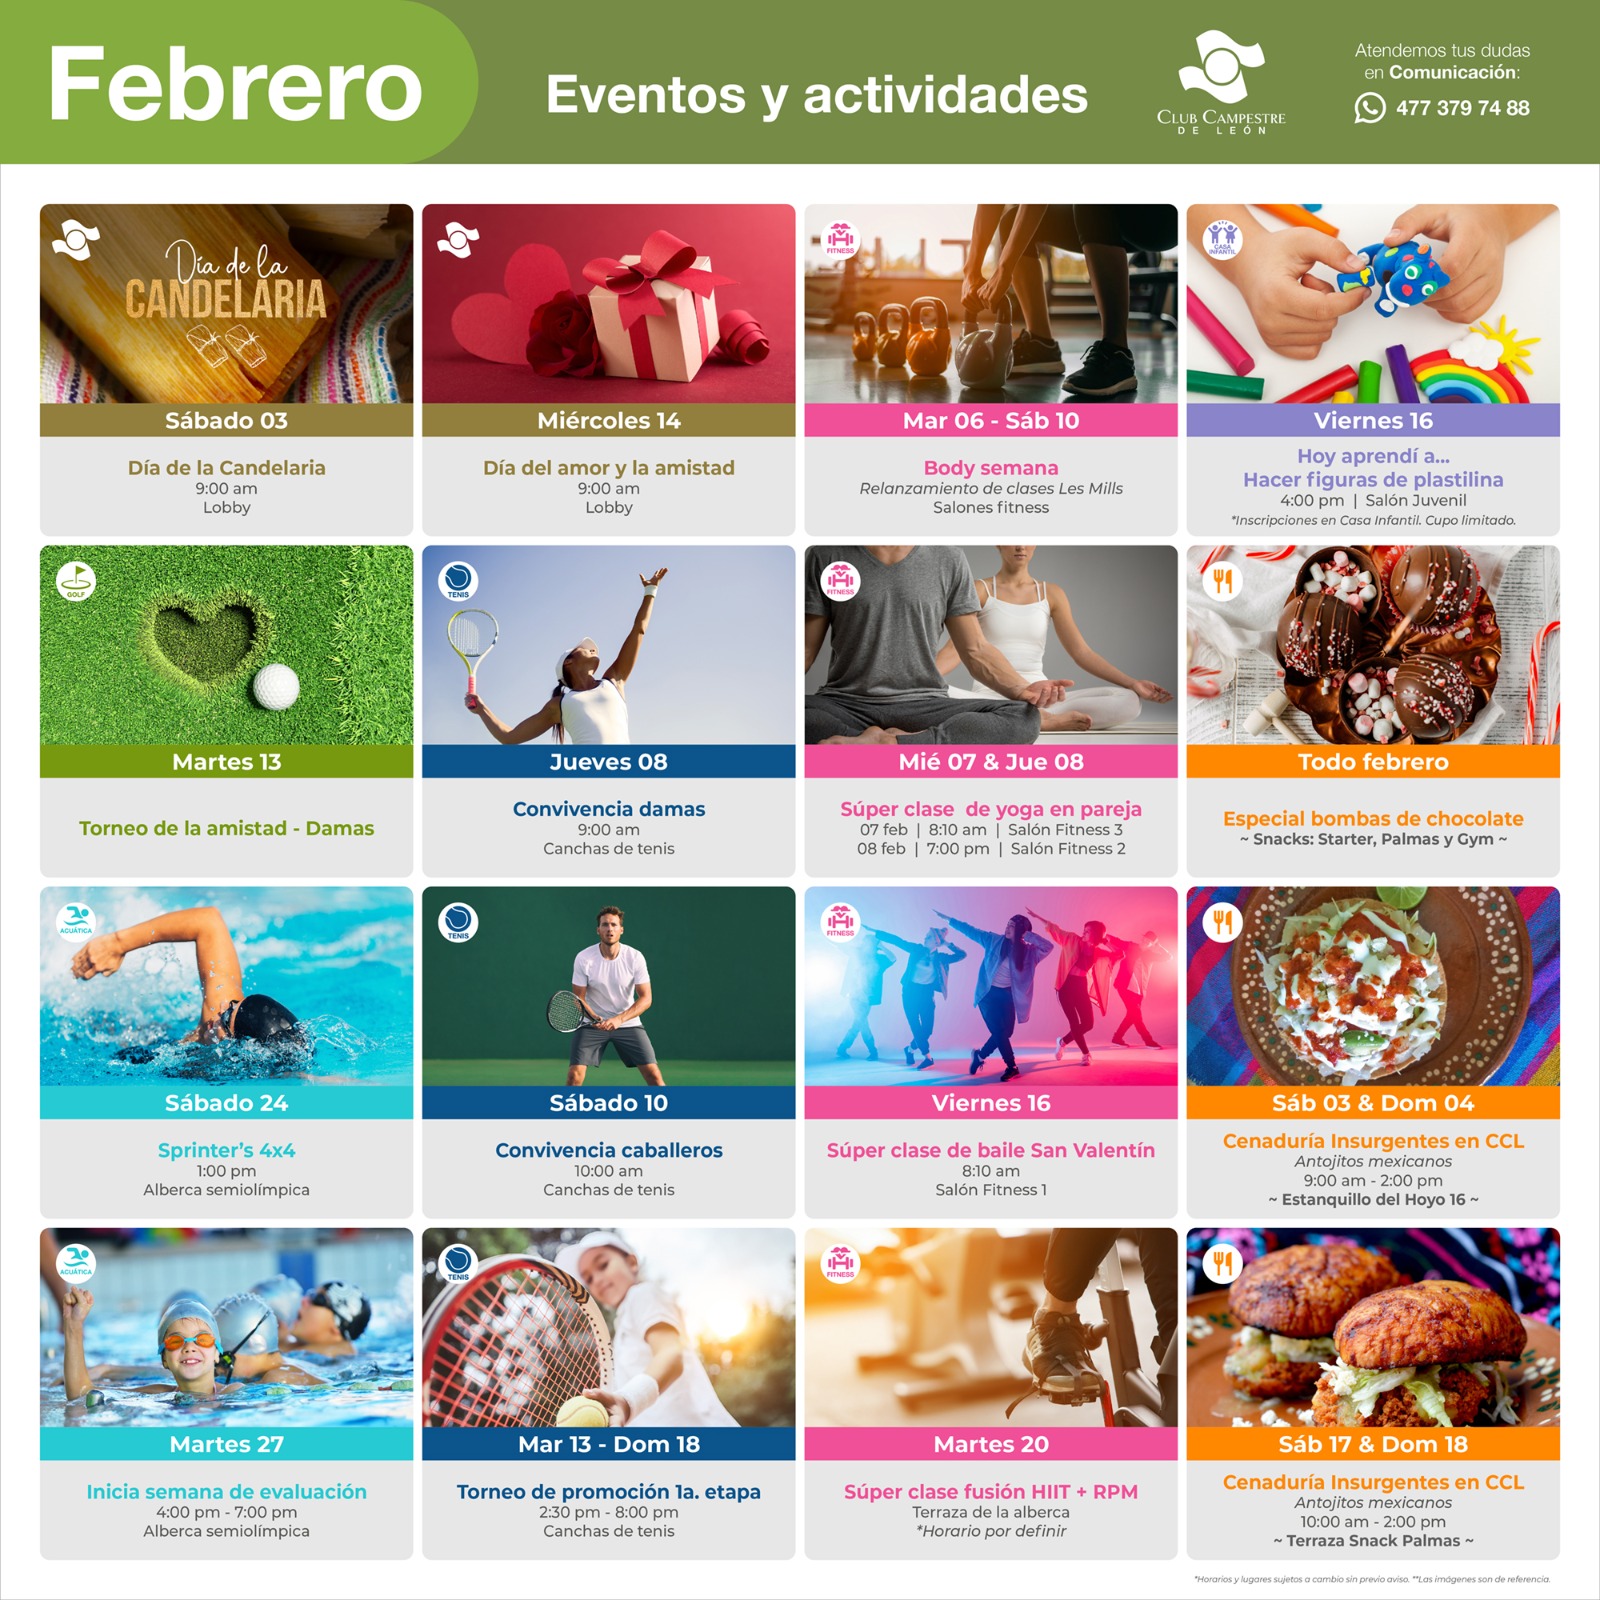 Febrero
Eventos y actividades
CLUB CAMPESTRE
DE LEÓN
Atendemos tus dudas
en Comunicación:
477 379 74 88
Día de la
CANDELARIA
Sábado 03
Día de la Candelaria
9:00 am
Lobby
Miércoles 14
Día del amor y la amistad
9:00 am
Lobby
FITNESS
Mar 06 - Sáb 10
Body semana
Relanzamiento de clases Les Mills
Salones fitness
CASA
INFANTIL
Viernes 16
Hoy aprendí a...
Hacer figuras de plastilina
4:00 pm | Salón Juvenil
*Inscripciones en Casa Infantil. Cupo limitado.
GOLF
Martes 13
Torneo de la amistad - Damas
TENIS
Jueves 08
Convivencia damas
9:00 am
Canchas de tenis
FITNESS
Mié 07 & Jue 08
Súper clase de yoga en pareja
07 feb | 8:10 am | Salón Fitness 3
08 feb | 7:00 pm | Salón Fitness 2
Todo febrero
Especial bombas de chocolate
~ Snacks: Starter, Palmas y Gym ~
ACUÁTICA
Sábado 24
Sprinter’s 4x4
1:00 pm
Alberca semiolímpica
TENIS
Sábado 10
Convivencia caballeros
10:00 am
Canchas de tenis
FITNESS
Viernes 16
Súper clase de baile San Valentín
8:10 am
Salón Fitness 1
Sáb 03 & Dom 04
Cenaduría Insurgentes en CCL
Antojitos mexicanos
9:00 am - 2:00 pm
~ Estanquillo del Hoyo 16 ~
ACUÁTICA
Martes 27
Inicia semana de evaluación
4:00 pm - 7:00 pm
Alberca semiolímpica
TENIS
Mar 13 - Dom 18
Torneo de promoción 1a. etapa
2:30 pm - 8:00 pm
Canchas de tenis
FITNESS
Martes 20
Súper clase fusión HIIT + RPM
Terraza de la alberca
*Horario por definir
Sáb 17 & Dom 18
Cenaduría Insurgentes en CCL
Antojitos mexicanos
10:00 am - 2:00 pm
~ Terraza Snack Palmas ~
*Horarios y lugares sujetos a cambio sin previo aviso. **Las imágenes son de referencia.